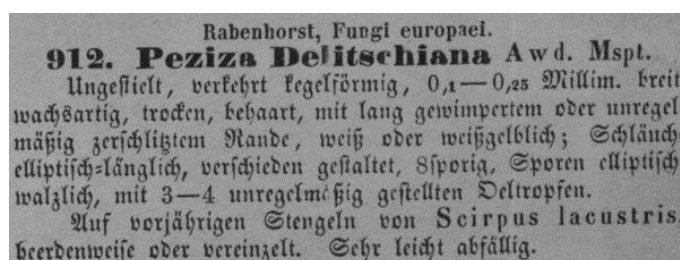 Rabenhorst, Fungi europaei.
912. Peziza Delitschiana Awd. Mspt.
Ungestielt, verkehrt kegelförmig, 0,1—0,25 Millim. breit
wachsartig, trocken, behaart, mit lang gewimpertem oder unregel
mäßig zerschlitztem Rande, weiß oder weißgelblich; Schläuch
elliptisch-länglich, verschieden gestaltet, 8sporig, Sporen elliptisch
walzlich, mit 3—4 unregelmäßig gestellten Oeltropfen.
Auf vorjährigen Stengeln von Scirpus lacustris,
heerdenweise oder vereinzelt. Sehr leicht abfällig.